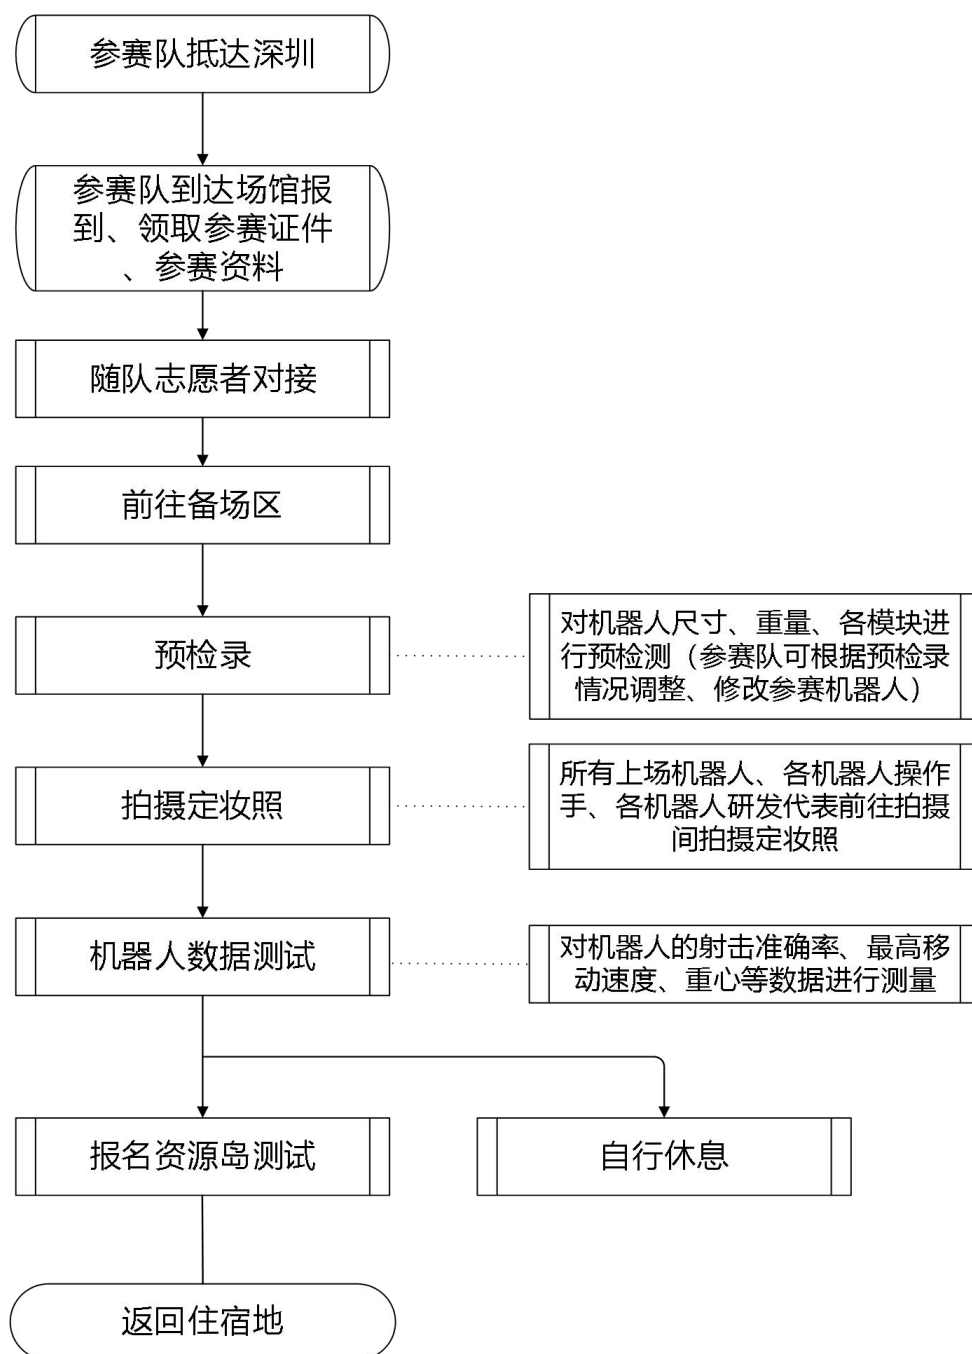 参赛队抵达深圳
参赛队到达场馆报
到、领取参赛证件
、参赛资料
随队志愿者对接
前往备场区
预检录
对机器人尺寸、重量、各模块进
行预检测（参赛队可根据预检录
情况调整、修改参赛机器人）
拍摄定妆照
所有上场机器人、各机器人操作
手、各机器人研发代表前往拍摄
间拍摄定妆照
机器人数据测试
对机器人的射击准确率、最高移
动速度、重心等数据进行测量
报名资源岛测试
自行休息
返回住宿地